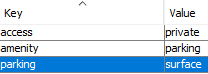 Key Value
access private
amenity parking
parking surface